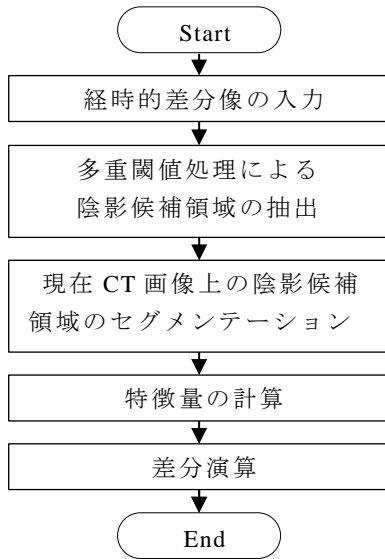 Start
経時的差分像の入力
多重閾値処理による
陰影候補領域の抽出
現在 CT 画像上の陰影候補
領域のセグメンテーション
特徴量の計算
差分演算
End